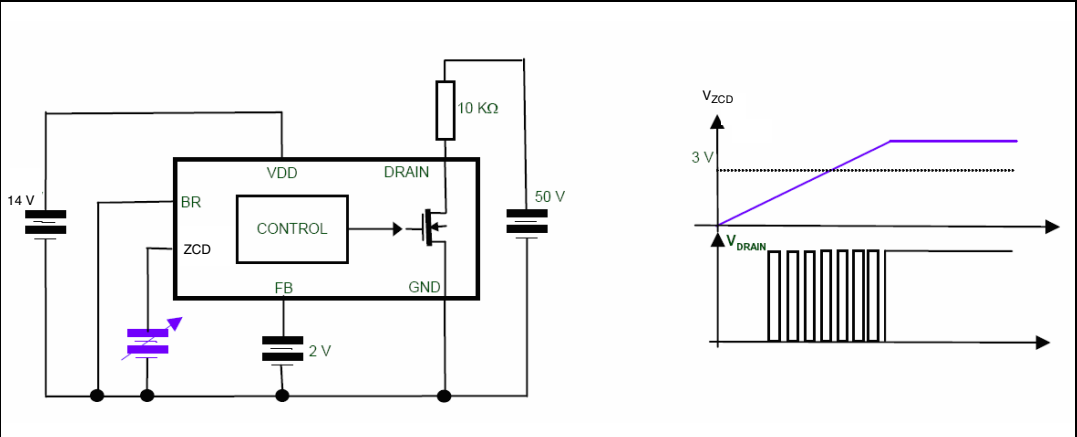 10 KΩ
VDD
DRAIN
14 V
BR
50 V
CONTROL
ZCD
FB
GND
2 V
VZCD
3 V
VDRAIN